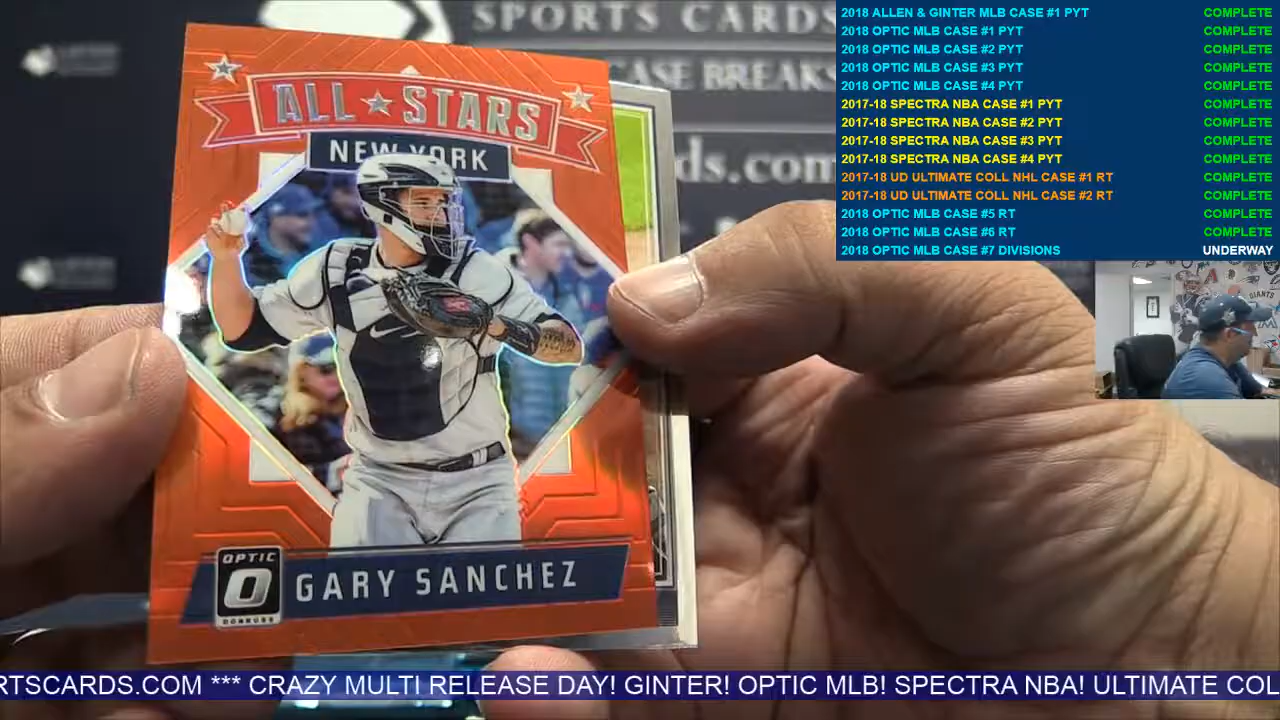 SPORTS CARDS
CASE BREAKS
cards.com
ALL ★ STARS
NEW YORK
OPTIC
O
DONRUSS
GARY SANCHEZ
2018 ALLEN & GINTER MLB CASE #1 PYT COMPLETE
2018 OPTIC MLB CASE #1 PYT COMPLETE
2018 OPTIC MLB CASE #2 PYT COMPLETE
2018 OPTIC MLB CASE #3 PYT COMPLETE
2018 OPTIC MLB CASE #4 PYT COMPLETE
2017-18 SPECTRA NBA CASE #1 PYT COMPLETE
2017-18 SPECTRA NBA CASE #2 PYT COMPLETE
2017-18 SPECTRA NBA CASE #3 PYT COMPLETE
2017-18 SPECTRA NBA CASE #4 PYT COMPLETE
2017-18 UD ULTIMATE COLL NHL CASE #1 RT COMPLETE
2017-18 UD ULTIMATE COLL NHL CASE #2 RT COMPLETE
2018 OPTIC MLB CASE #5 RT COMPLETE
2018 OPTIC MLB CASE #6 RT COMPLETE
2018 OPTIC MLB CASE #7 DIVISIONS UNDERWAY
GIANTS
RTSCARDS.COM *** CRAZY MULTI RELEASE DAY! GINTER! OPTIC MLB! SPECTRA NBA! ULTIMATE COL